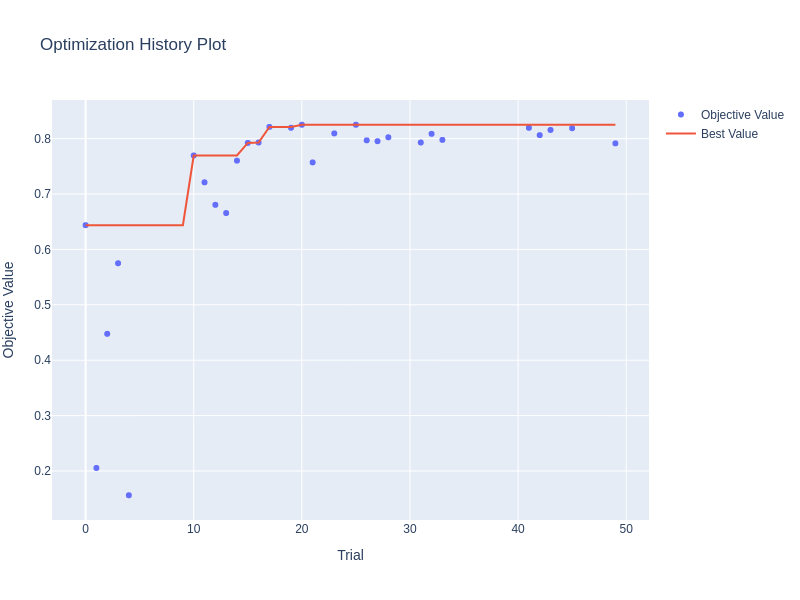 Optimization History Plot
Objective Value
Best Value
0.8
0.7
0.6
0.5
0.4
0.3
0.2
Objective Value
0
10
20
30
40
50
Trial